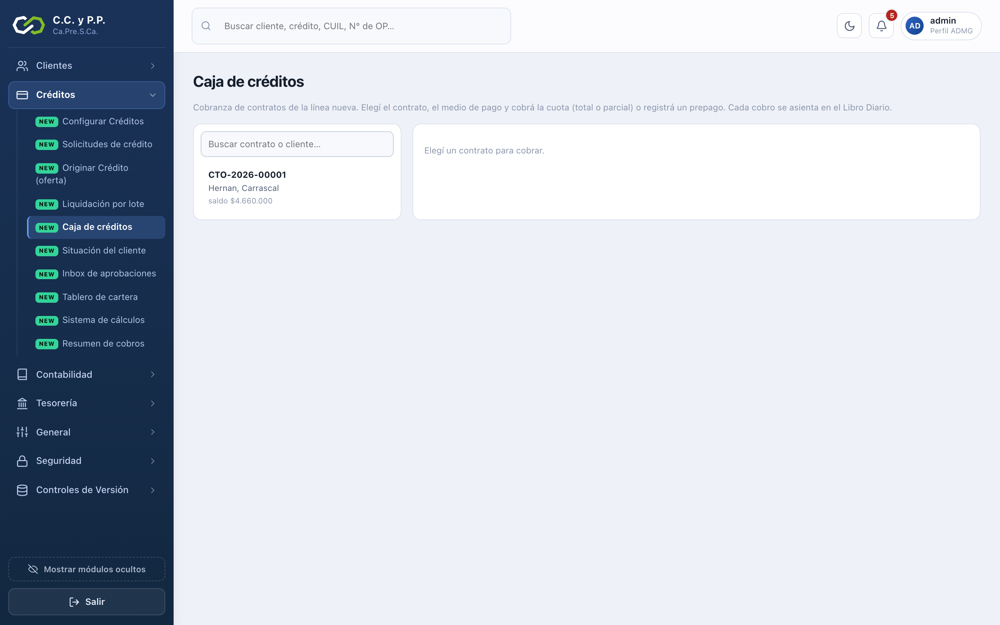 C.C. y P.P.
Ca.Pre.S.Ca.
Clientes
Créditos
NEW Configurar Créditos
NEW Solicitudes de crédito
NEW Originar Crédito
(oferta)
NEW Liquidación por lote
NEW Caja de créditos
NEW Situación del cliente
NEW Inbox de aprobaciones
NEW Tablero de cartera
NEW Sistema de cálculos
NEW Resumen de cobros
Contabilidad
Tesorería
General
Seguridad
Controles de Versión
Mostrar módulos ocultos
Salir
Buscar cliente, crédito, CUIL, N° de OP...
5
AD
admin
Perfil ADMG
Caja de créditos
Cobranza de contratos de la línea nueva. Elegí el contrato, el medio de pago y cobrá la cuota (total o parcial) o registrá un prepago. Cada cobro se asienta en el Libro Diario.
Buscar contrato o cliente...
CTO-2026-00001
Hernan, Carrascal
saldo $4.660.000
Elegí un contrato para cobrar.